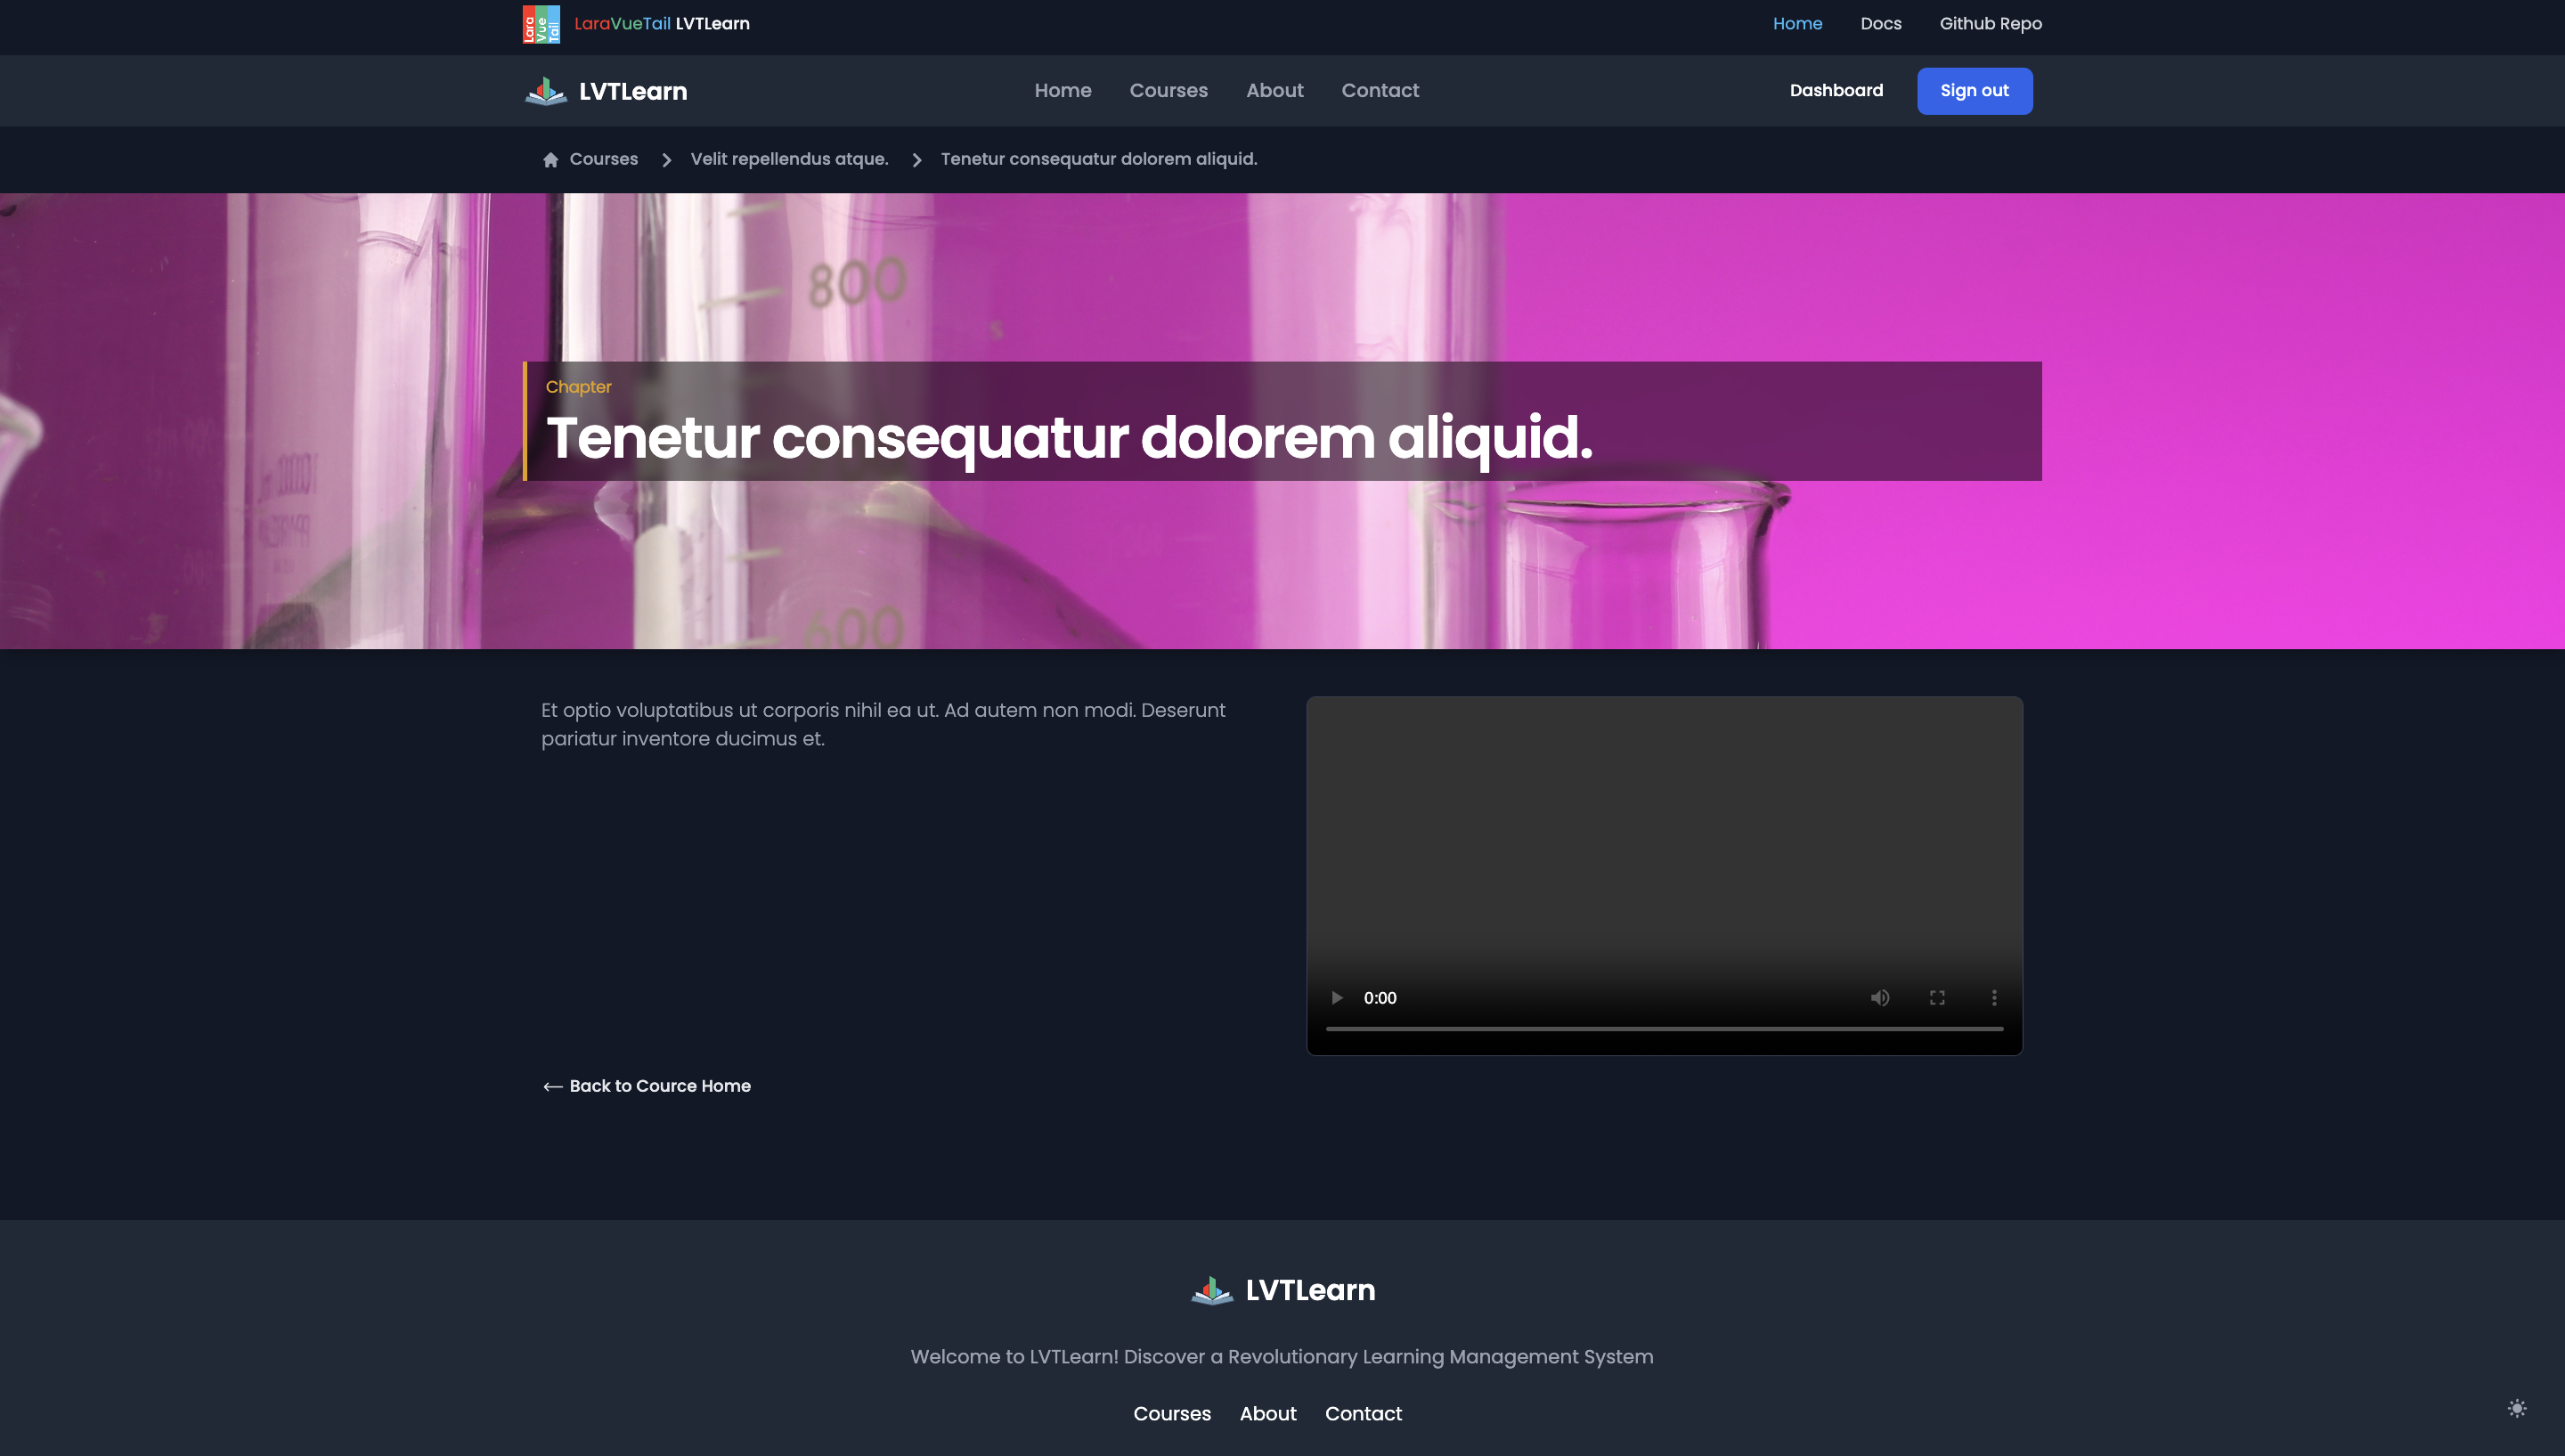 Lara
Vue
Tail
LaraVueTail LVTLearn
Home Docs Github Repo
LVTLearn
Home Courses About Contact
Dashboard Sign out
Courses Velit repellendus atque. Tenetur consequatur dolorem aliquid.
800
Chapter
Tenetur consequatur dolorem aliquid.
600
Et optio voluptatibus ut corporis nihil ea ut. Ad autem non modi. Deserunt
pariatur inventore ducimus et.
0:00
Back to Cource Home
LVTLearn
Welcome to LVTLearn! Discover a Revolutionary Learning Management System
Courses About Contact